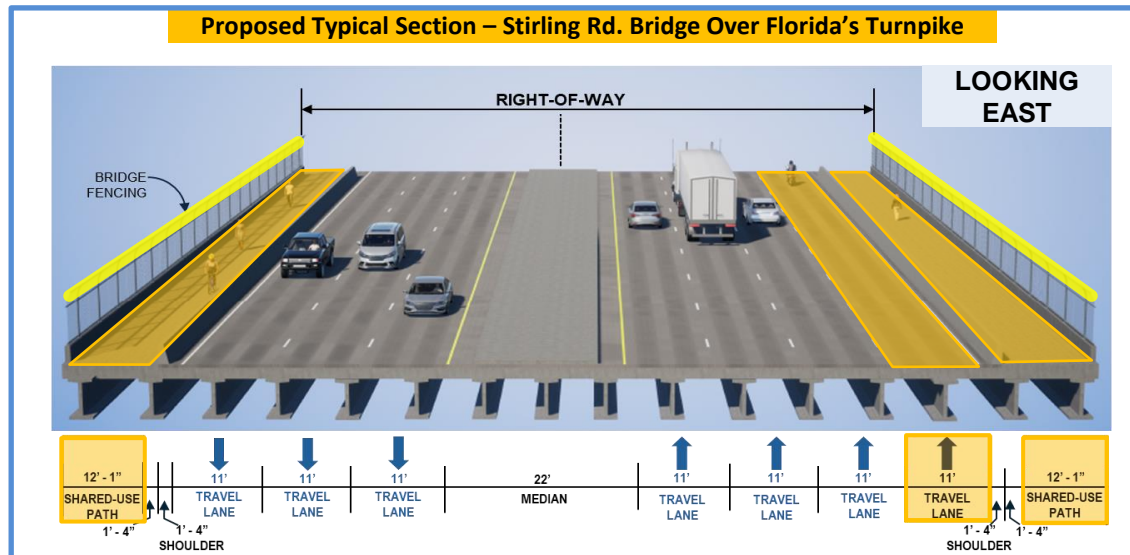 Proposed Typical Section – Stirling Rd. Bridge Over Florida's Turnpike
LOOKING
EAST
RIGHT-OF-WAY
BRIDGE
FENCING
12' - 1"
SHARED-USE
PATH
1' - 4"
1' - 4"
SHOULDER
11'
TRAVEL
LANE
11'
TRAVEL
LANE
11'
TRAVEL
LANE
22'
MEDIAN
11'
TRAVEL
LANE
11'
TRAVEL
LANE
11'
TRAVEL
LANE
11'
TRAVEL
LANE
1' - 4"
1' - 4"
SHOULDER
12' - 1"
SHARED-USE
PATH